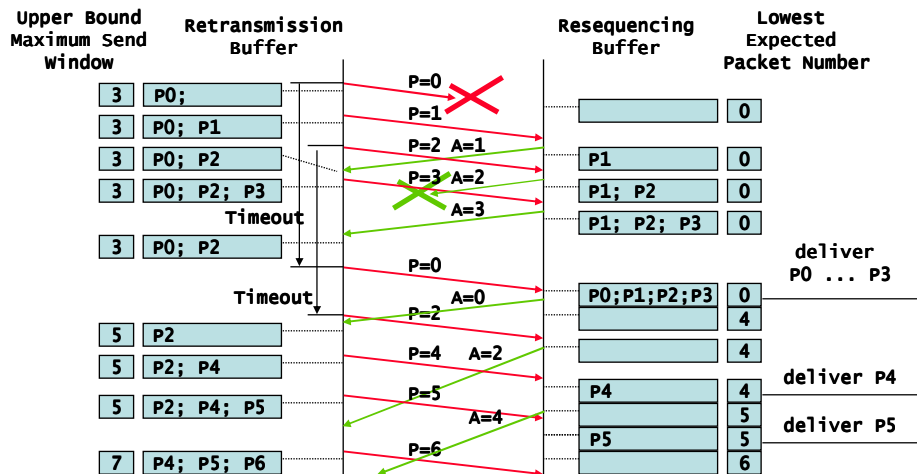 Upper Bound
Maximum Send
Window
Retransmission
Buffer
Resequencing
Buffer
Lowest
Expected
Packet Number
P=0
3 P0;
0
P=1
3 P0; P1
P=2 A=1
3 P0; P2
P1 0
P=3 A=2
3 P0; P2; P3
P1; P2 0
A=3
Timeout
P1; P2; P3 0
3 P0; P2
deliver
P0 ... P3
P=0
Timeout
A=0
P0;P1;P2;P3 0
P=2
4
5 P2
P=4 A=2
4
5 P2; P4
deliver P4
P=5
P4 4
5 P2; P4; P5
A=4
5
deliver P5
P5 5
P=6
7 P4; P5; P6
6